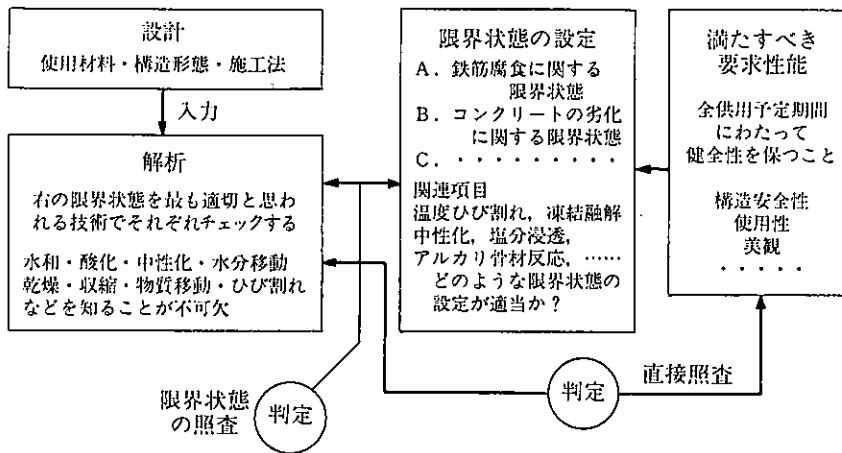 設計
使用材料・構造形態・施工法
入力
解析
右の限界状態を最も適切と思わ
れる技術でそれぞれチェックする
水和・酸化・中性化・水分移動
乾燥・収縮・物質移動・ひび割れ
などを知ることが不可欠
限界状態の設定
A．鉄筋腐食に関する
限界状態
B．コンクリートの劣化
に関する限界状態
C．・・・・・・・・・
関連項目
温度ひび割れ，凍結融解
中性化，塩分浸透，
アルカリ骨材反応，……
どのような限界状態の
設定が適当か？
満たすべき
要求性能
全供用予定期間
にわたって
健全性を保つこと
構造安全性
使用性
美観
・・・・・
限界状態
の照査
判定
判定
直接照査